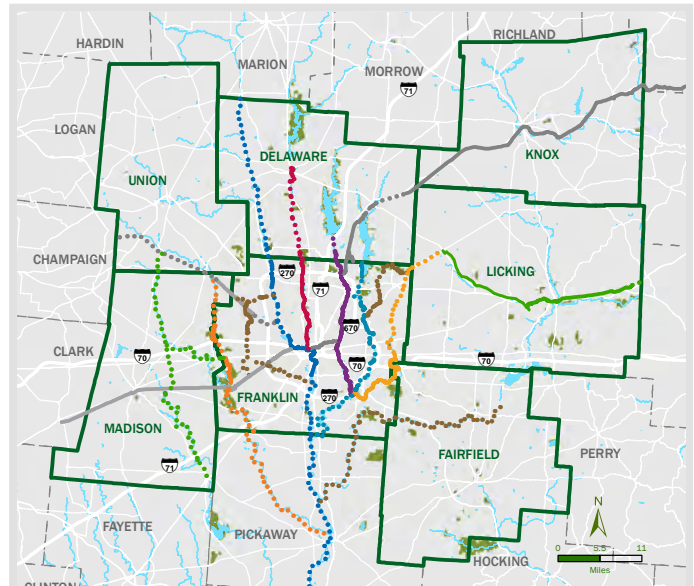 RICHLAND
HARDIN
MARION
MORROW
71
LOGAN
DELAWARE
KNOX
UNION
CHAMPAIGN
270
LICKING
71
670
CLARK
70
70
70
270
FRANKLIN
MADISON
FAIRFIELD
PERRY
71
N
FAYETTE
PICKAWAY
0 5.5 11
HOCKING
Miles
CLINTON